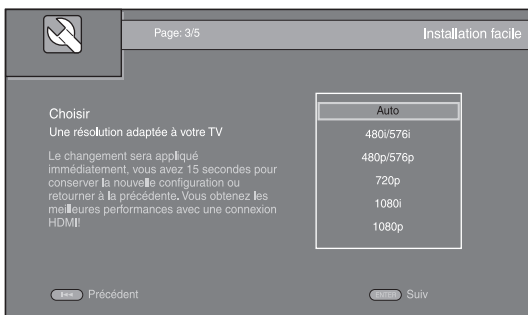 Page: 3/5
Installation facile
Choisir
Une résolution adaptée à votre TV
Le changement sera appliqué
immédiatement, vous avez 15 secondes pour
conserver la nouvelle configuration ou
retourner à la précédente. Vous obtenez les
meilleures performances avec une connexion
HDMI!
Auto
480i/576i
480p/576p
720p
1080i
1080p
Précédent
ENTER Suiv